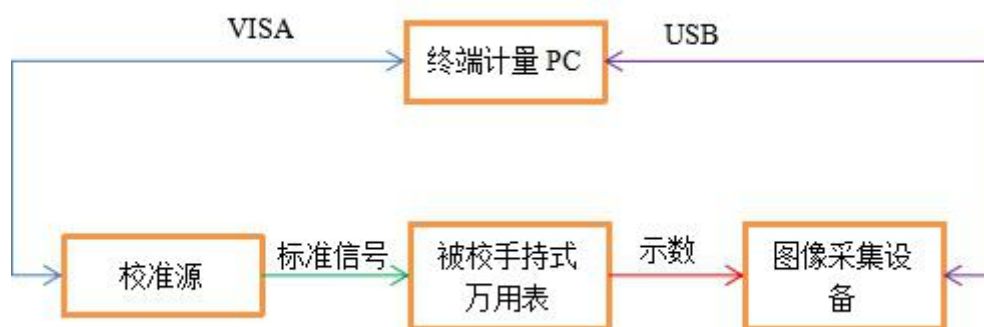 VISA
USB
终端计量 PC
标准信号
示数
校准源
被校手持式
万用表
图像采集设
备